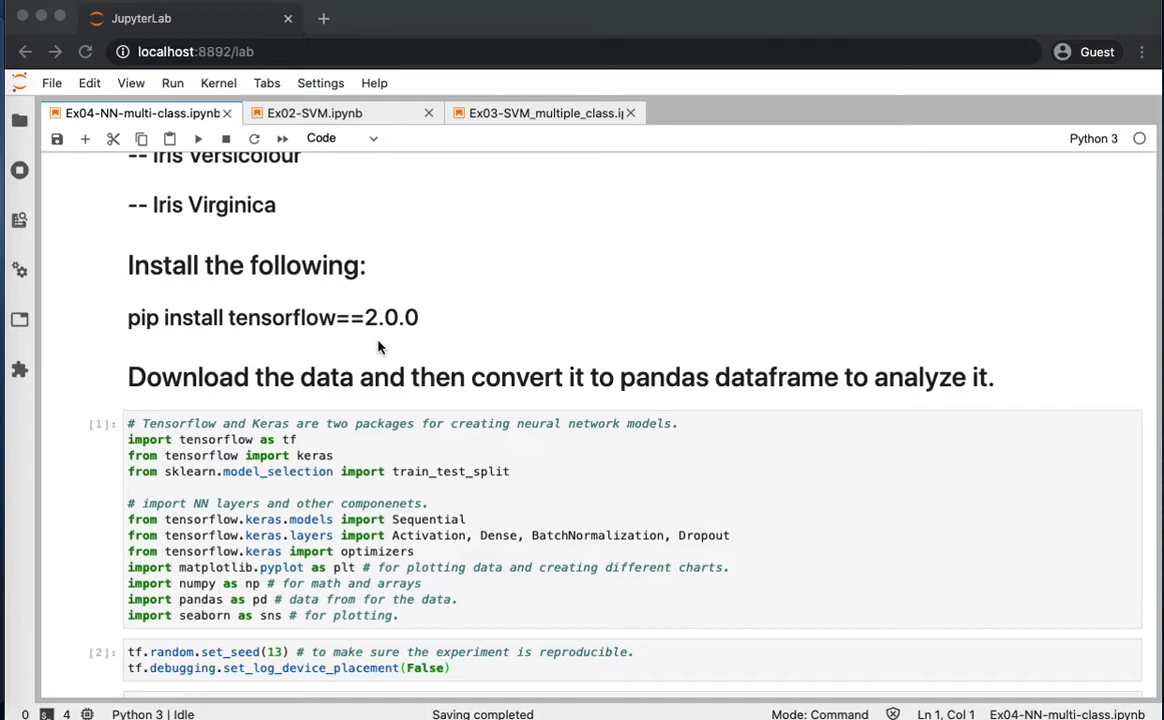 JupyterLab
localhost:8892/lab
Guest
File Edit View Run Kernel Tabs Settings Help
Ex04-NN-multi-class.ipynb Ex02-SVM.ipynb Ex03-SVM_multiple_class.i
Code Python 3
-- Iris Versicolour
-- Iris Virginica
Install the following:
pip install tensorflow==2.0.0
Download the data and then convert it to pandas dataframe to analyze it.
[1]: # Tensorflow and Keras are two packages for creating neural network models.
import tensorflow as tf
from tensorflow import keras
from sklearn.model_selection import train_test_split
# import NN layers and other componenets.
from tensorflow.keras.models import Sequential
from tensorflow.keras.layers import Activation, Dense, BatchNormalization, Dropout
from tensorflow.keras import optimizers
import matplotlib.pyplot as plt # for plotting data and creating different charts.
import numpy as np # for math and arrays
import pandas as pd # data from for the data.
import seaborn as sns # for plotting.
[2]: tf.random.set_seed(13) # to make sure the experiment is reproducible.
tf.debugging.set_log_device_placement(False)
0 4 Python 3 | Idle Saving completed Mode: Command Ln 1, Col 1 Ex04-NN-multi-class.ipynb